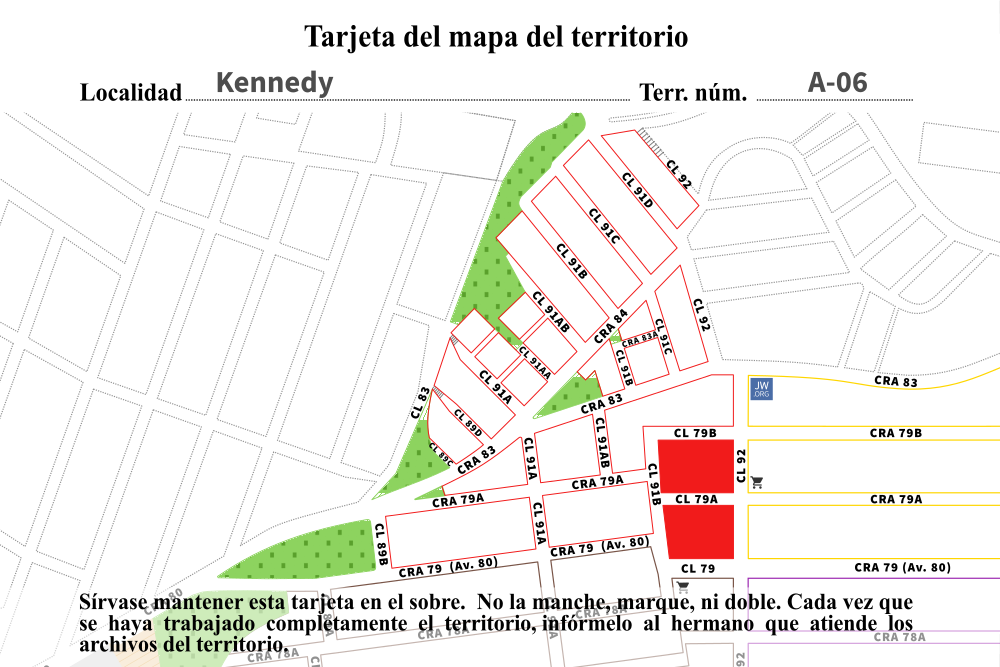 Tarjeta del mapa del territorio
Localidad Kennedy Terr. núm. A-06
CL 92
CL 91D
CL 91C
CL 91B
CL 91AB
CRA 84
CL 92
CL 91C
CRA 83A
CL 91B
CL 91AA
CL 91A
CL 83
CRA 83
CRA 83
JW
.ORG
CL 89D
CL 89C
CRA 83
CL 91A
CL 91AB
CL 79B
CRA 79B
CL 92
CL 91B
CRA 79A
CRA 79A
CL 79A
CRA 79A
CL 91A
CL 89B
CRA 79 (Av. 80)
CRA 79 (Av. 80)
CL 79
CRA 79 (Av. 80)
Sírvase mantener esta tarjeta en el sobre. No la manche, marque, ni doble. Cada vez que
se haya trabajado completamente el territorio, infórmelo al hermano que atiende los
archivos del territorio.
CRA 78A
CRA 78A
CRA 78A
CRA 78A
92